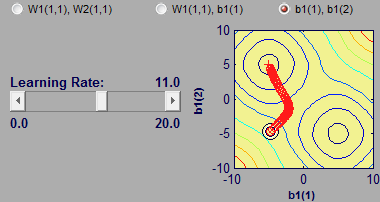 W1(1,1), W2(1,1) W1(1,1), b1(1) b1(1), b1(2)
Learning Rate: 11.0
0.0 20.0
10
5
0
-5
-10
b1(2)
-10 0 10
b1(1)